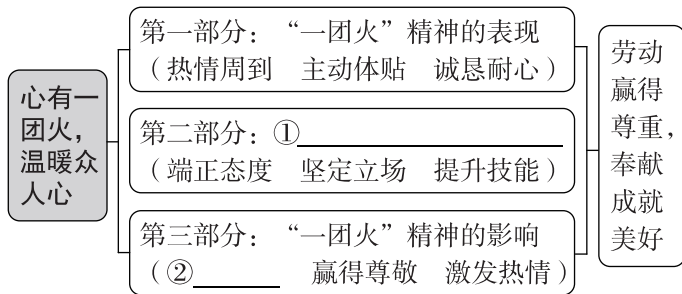 心有一
团火，
温暖众
人心
第一部分：“一团火”精神的表现
（热情周到 主动体贴 诚恳耐心）
第二部分：①
（端正态度 坚定立场 提升技能）
第三部分：“一团火”精神的影响
（② 赢得尊敬 激发热情）
劳动
赢得
尊重，
奉献
成就
美好